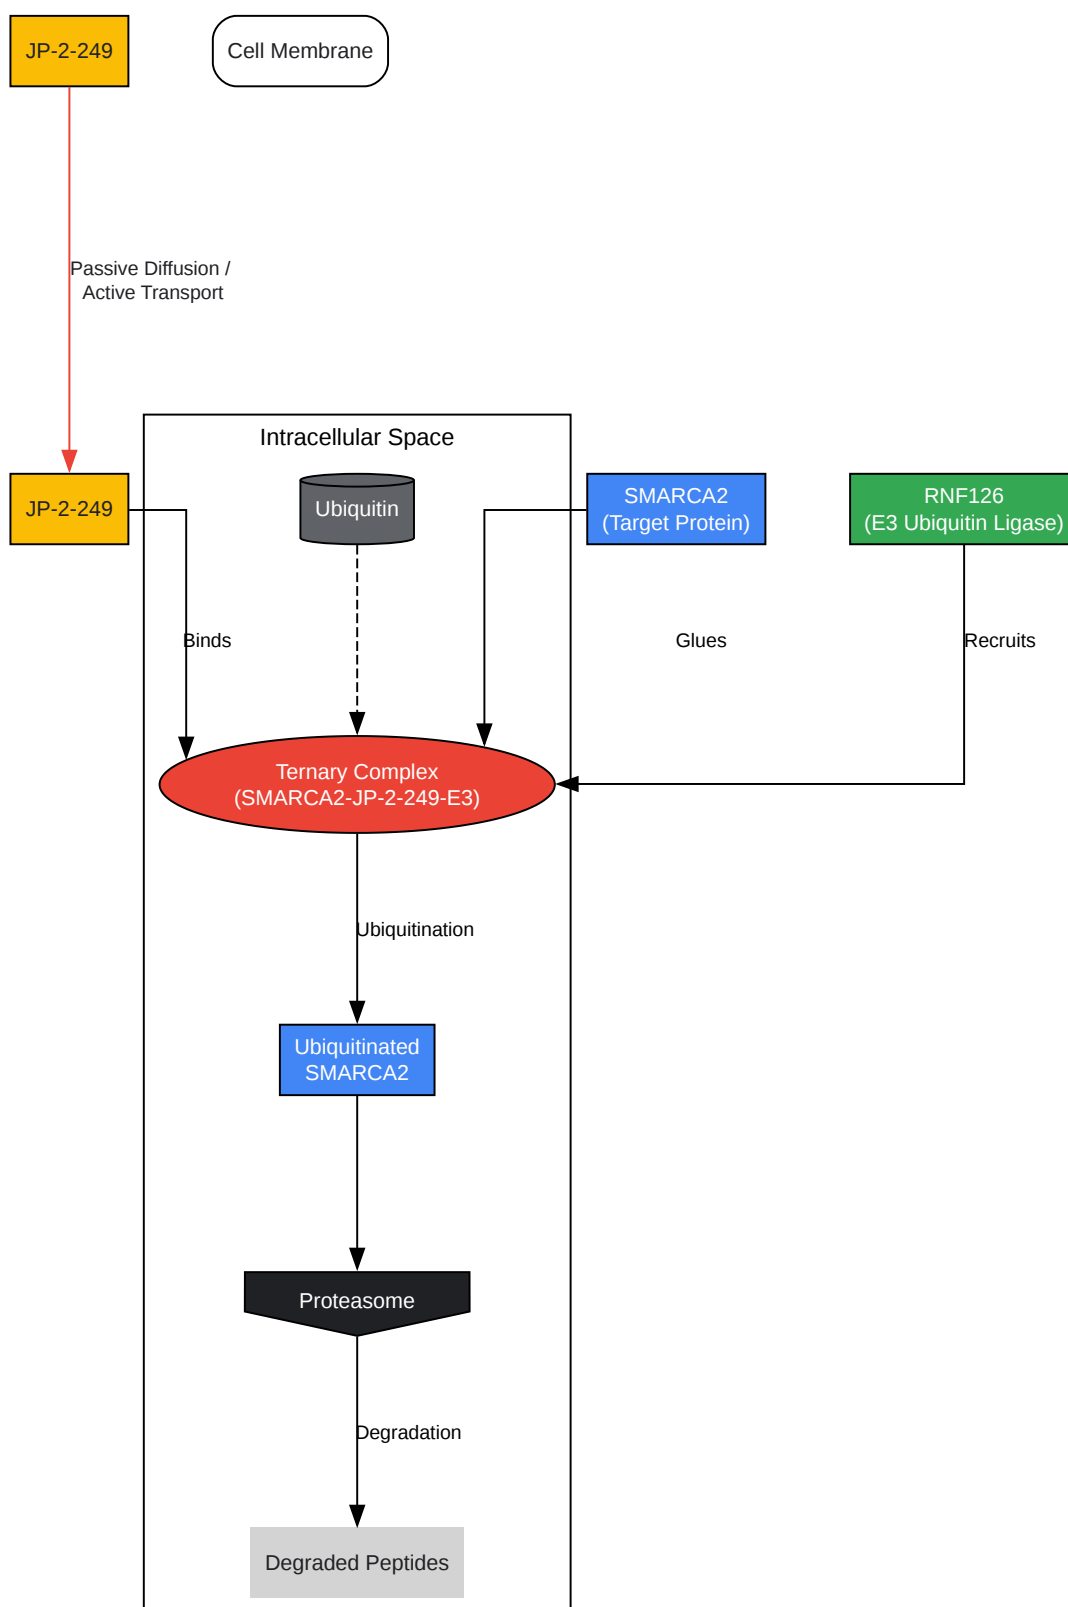 JP-2-249
Cell Membrane
Passive Diffusion /
Active Transport
Intracellular Space
JP-2-249
Ubiquitin
SMARCA2
(Target Protein)
RNF126
(E3 Ubiquitin Ligase)
Binds
Glues
Recruits
Ternary Complex
(SMARCA2-JP-2-249-E3)
Ubiquitination
Ubiquitinated
SMARCA2
Proteasome
Degradation
Degraded Peptides